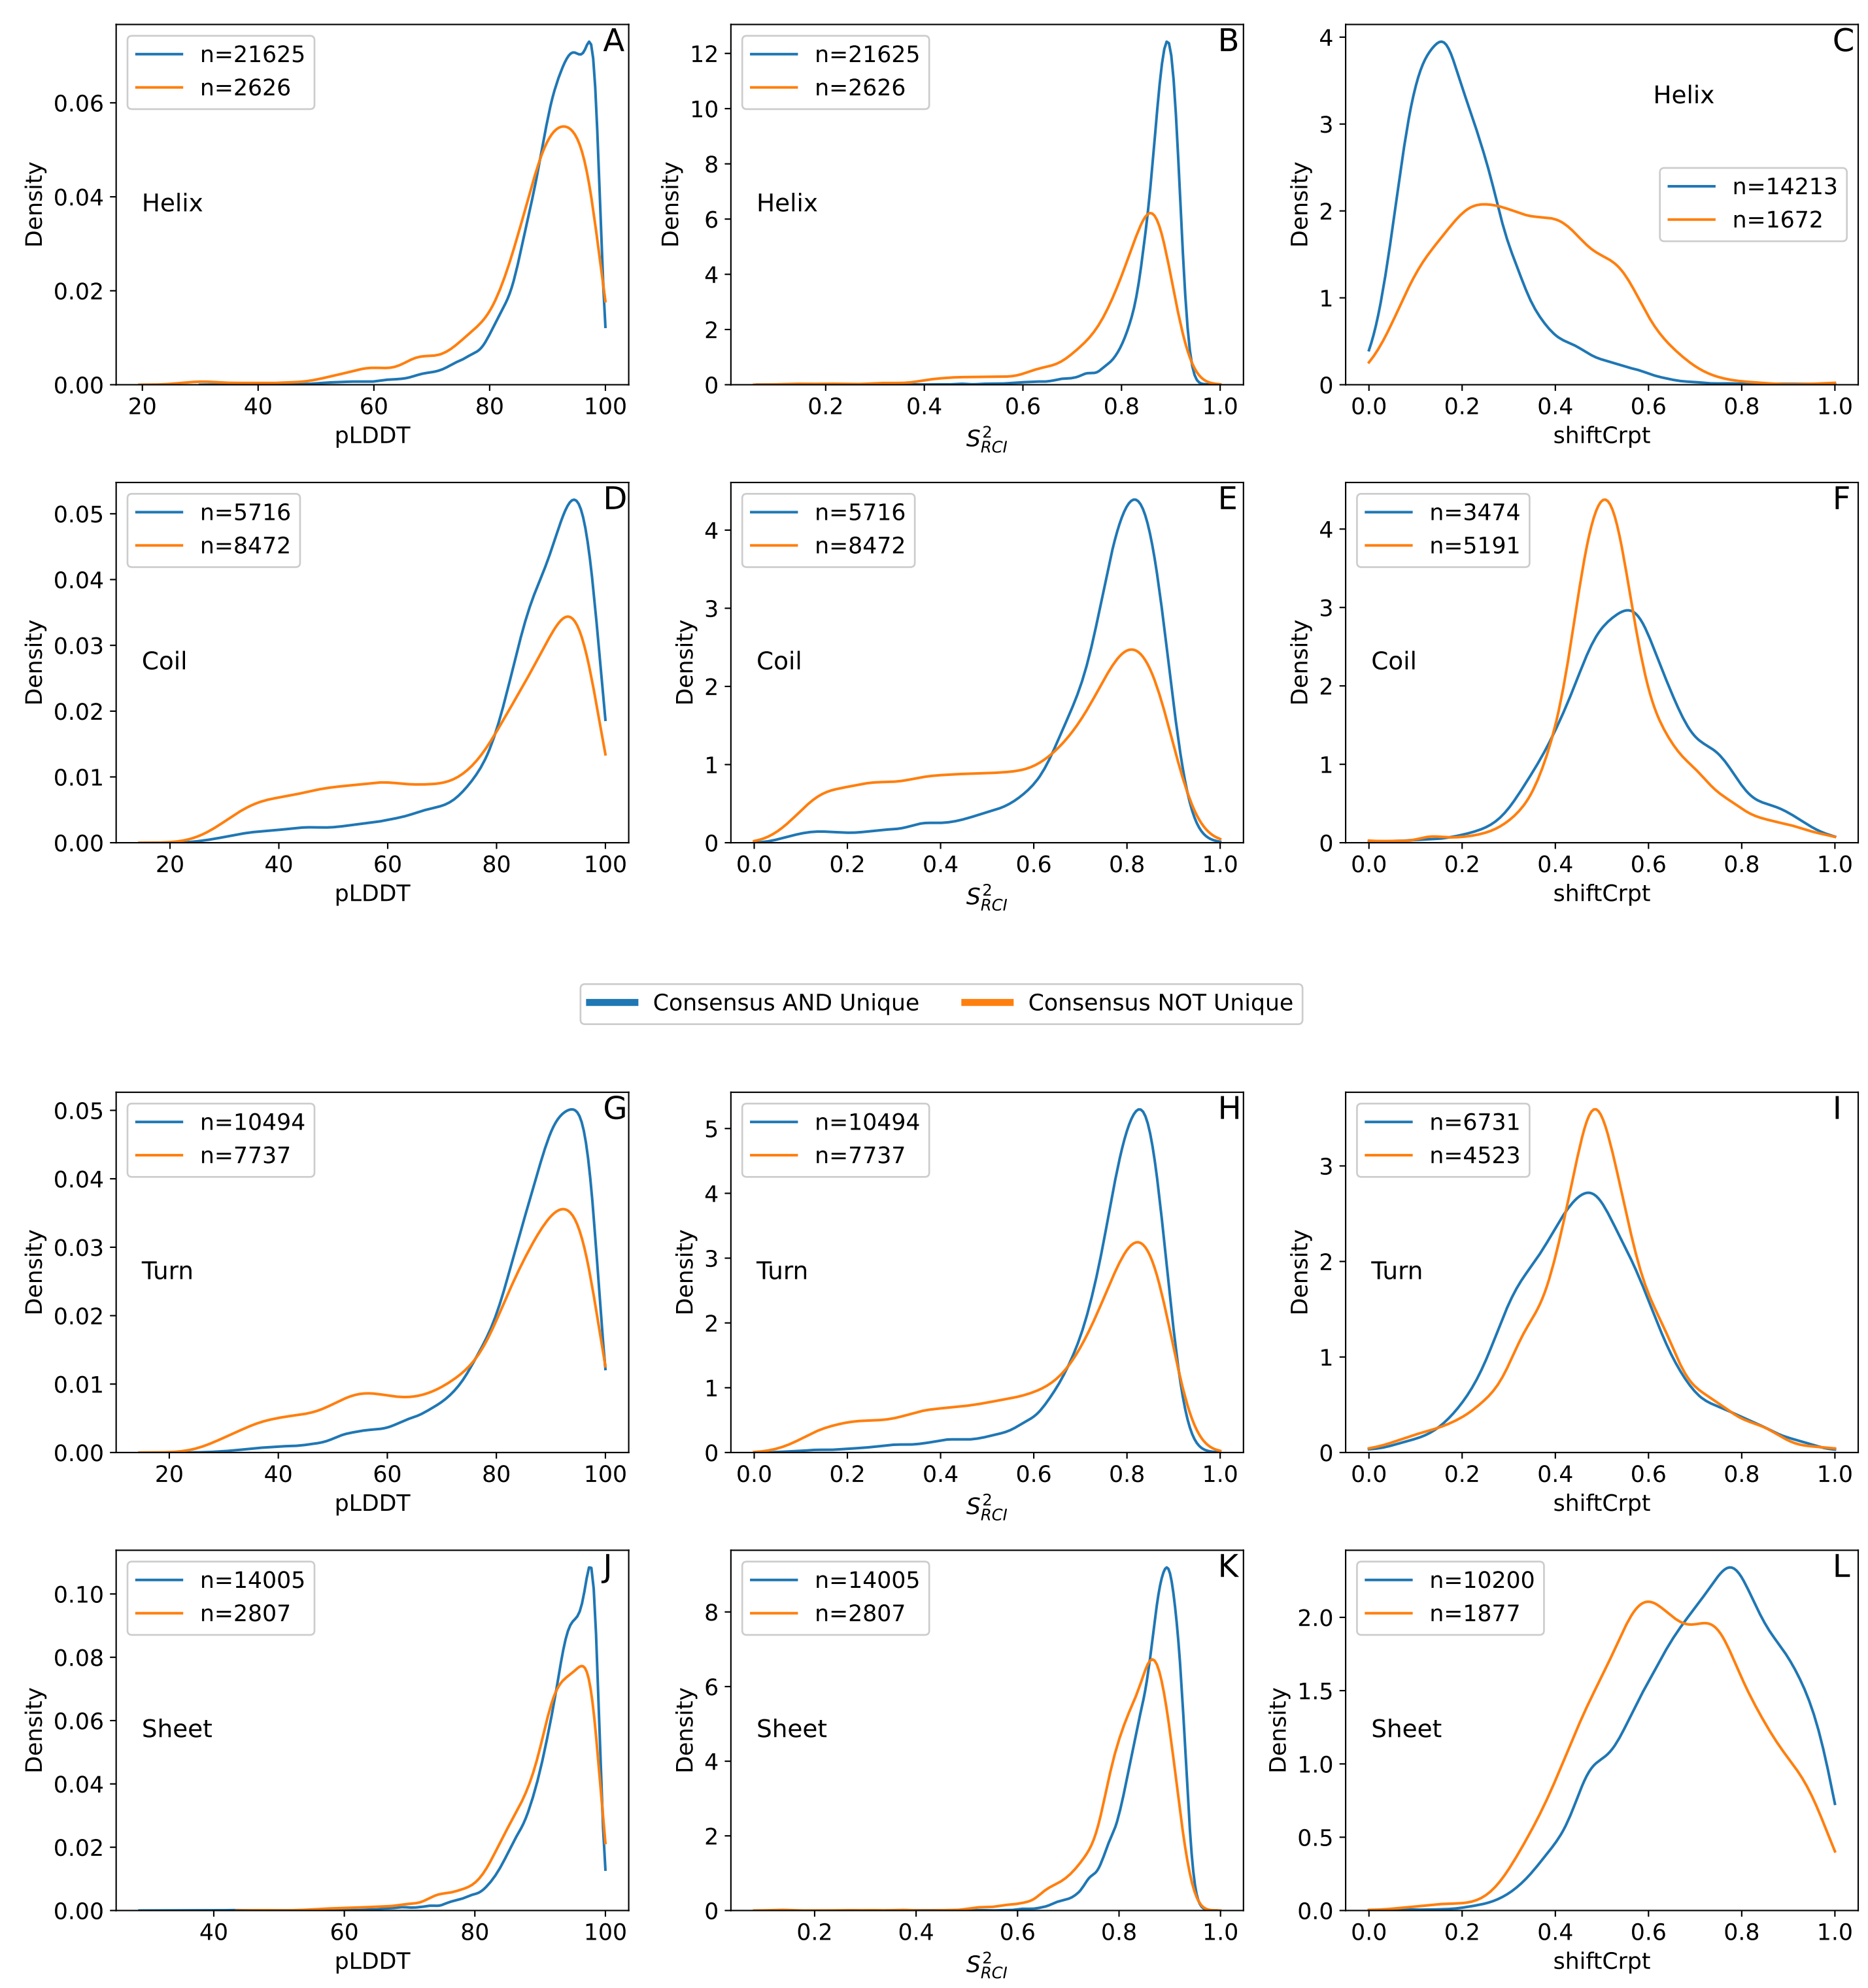 A
n=21625
n=2626
Helix
Density
0.00
0.02
0.04
0.06
20 40 60 80 100
pLDDT
B
n=21625
n=2626
Helix
Density
0
2
4
6
8
10
12
0.2 0.4 0.6 0.8 1.0
S²RCI
C
Helix
n=14213
n=1672
Density
0
1
2
3
4
0.0 0.2 0.4 0.6 0.8 1.0
shiftCrpt
D
n=5716
n=8472
Coil
Density
0.00
0.01
0.02
0.03
0.04
0.05
20 40 60 80 100
pLDDT
E
n=5716
n=8472
Coil
Density
0
1
2
3
4
0.0 0.2 0.4 0.6 0.8 1.0
S²RCI
F
n=3474
n=5191
Coil
Density
0
1
2
3
4
0.0 0.2 0.4 0.6 0.8 1.0
shiftCrpt
Consensus AND Unique Consensus NOT Unique
G
n=10494
n=7737
Turn
Density
0.00
0.01
0.02
0.03
0.04
0.05
20 40 60 80 100
pLDDT
H
n=10494
n=7737
Turn
Density
0
1
2
3
4
5
0.0 0.2 0.4 0.6 0.8 1.0
S²RCI
I
n=6731
n=4523
Turn
Density
0
1
2
3
0.0 0.2 0.4 0.6 0.8 1.0
shiftCrpt
J
n=14005
n=2807
Sheet
Density
0.00
0.02
0.04
0.06
0.08
0.10
40 60 80 100
pLDDT
K
n=14005
n=2807
Sheet
Density
0
2
4
6
8
0.2 0.4 0.6 0.8 1.0
S²RCI
L
n=10200
n=1877
Sheet
Density
0.0
0.5
1.0
1.5
2.0
0.0 0.2 0.4 0.6 0.8 1.0
shiftCrpt